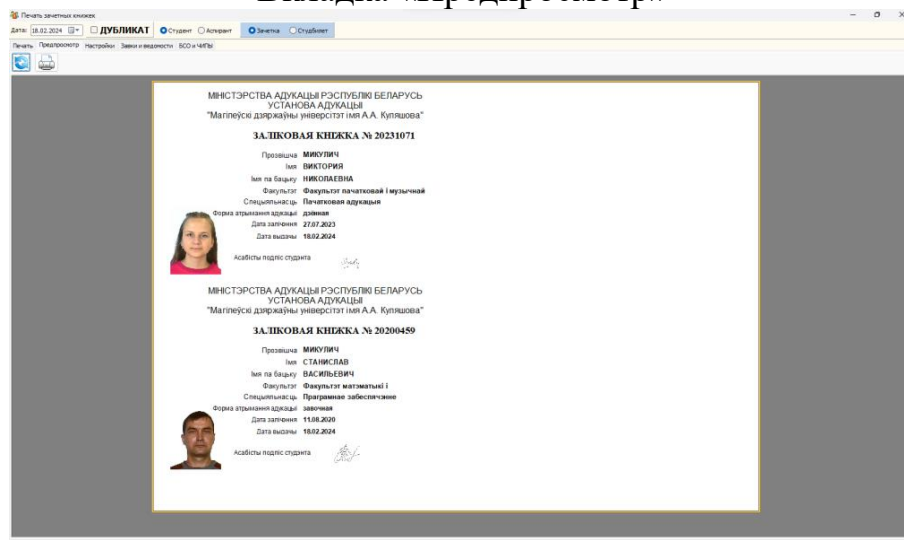 Вкладка «Предпросмотр»
Печать зачетных книжек
Дата: 18.02.2024 ДУБЛИКАТ Студент Аспирант Зачетка Студбилет
Печать Предпросмотр Настройки Заявки и ведомости БСО и ЧИПЫ
МІНІСТЭРСТВА АДУКАЦЫІ РЭСПУБЛІКІ БЕЛАРУСЬ
УСТАНОВА АДУКАЦЫІ
"Магілеўскі дзяржаўны універсітэт імя А.А. Куляшова"
ЗАЛІКОВАЯ КНІЖКА № 20231071
Прозвішча МИКУЛИЧ
Імя ВИКТОРИЯ
Імя па бацьку НИКОЛАЕВНА
Факультэт Факультэт пачатковай і музычнай
Спецыяльнасць Пачатковая адукацыя
Форма атрымання адукацыі дзённая
Дата залічэння 27.07.2023
Дата выдачы 18.02.2024
Асабісты подпіс студэнта
МІНІСТЭРСТВА АДУКАЦЫІ РЭСПУБЛІКІ БЕЛАРУСЬ
УСТАНОВА АДУКАЦЫІ
"Магілеўскі дзяржаўны універсітэт імя А.А. Куляшова"
ЗАЛІКОВАЯ КНІЖКА № 20200459
Прозвішча МИКУЛИЧ
Імя СТАНИСЛАВ
Імя па бацьку ВАСИЛЬЕВИЧ
Факультэт Факультэт матэматыкі і
Спецыяльнасць Праграмнае забеспячэнне
Форма атрымання адукацыі завочная
Дата залічэння 11.08.2020
Дата выдачы 18.02.2024
Асабісты подпіс студэнта